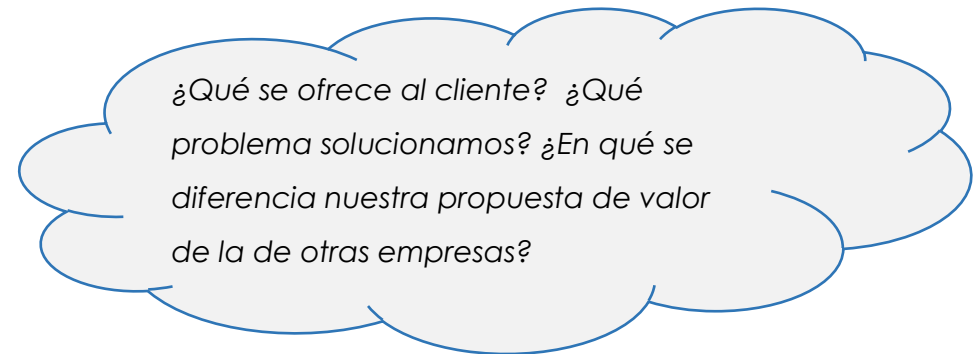 ¿Qué se ofrece al cliente?  ¿Qué
problema solucionamos? ¿En qué se
diferencia nuestra propuesta de valor
de la de otras empresas?